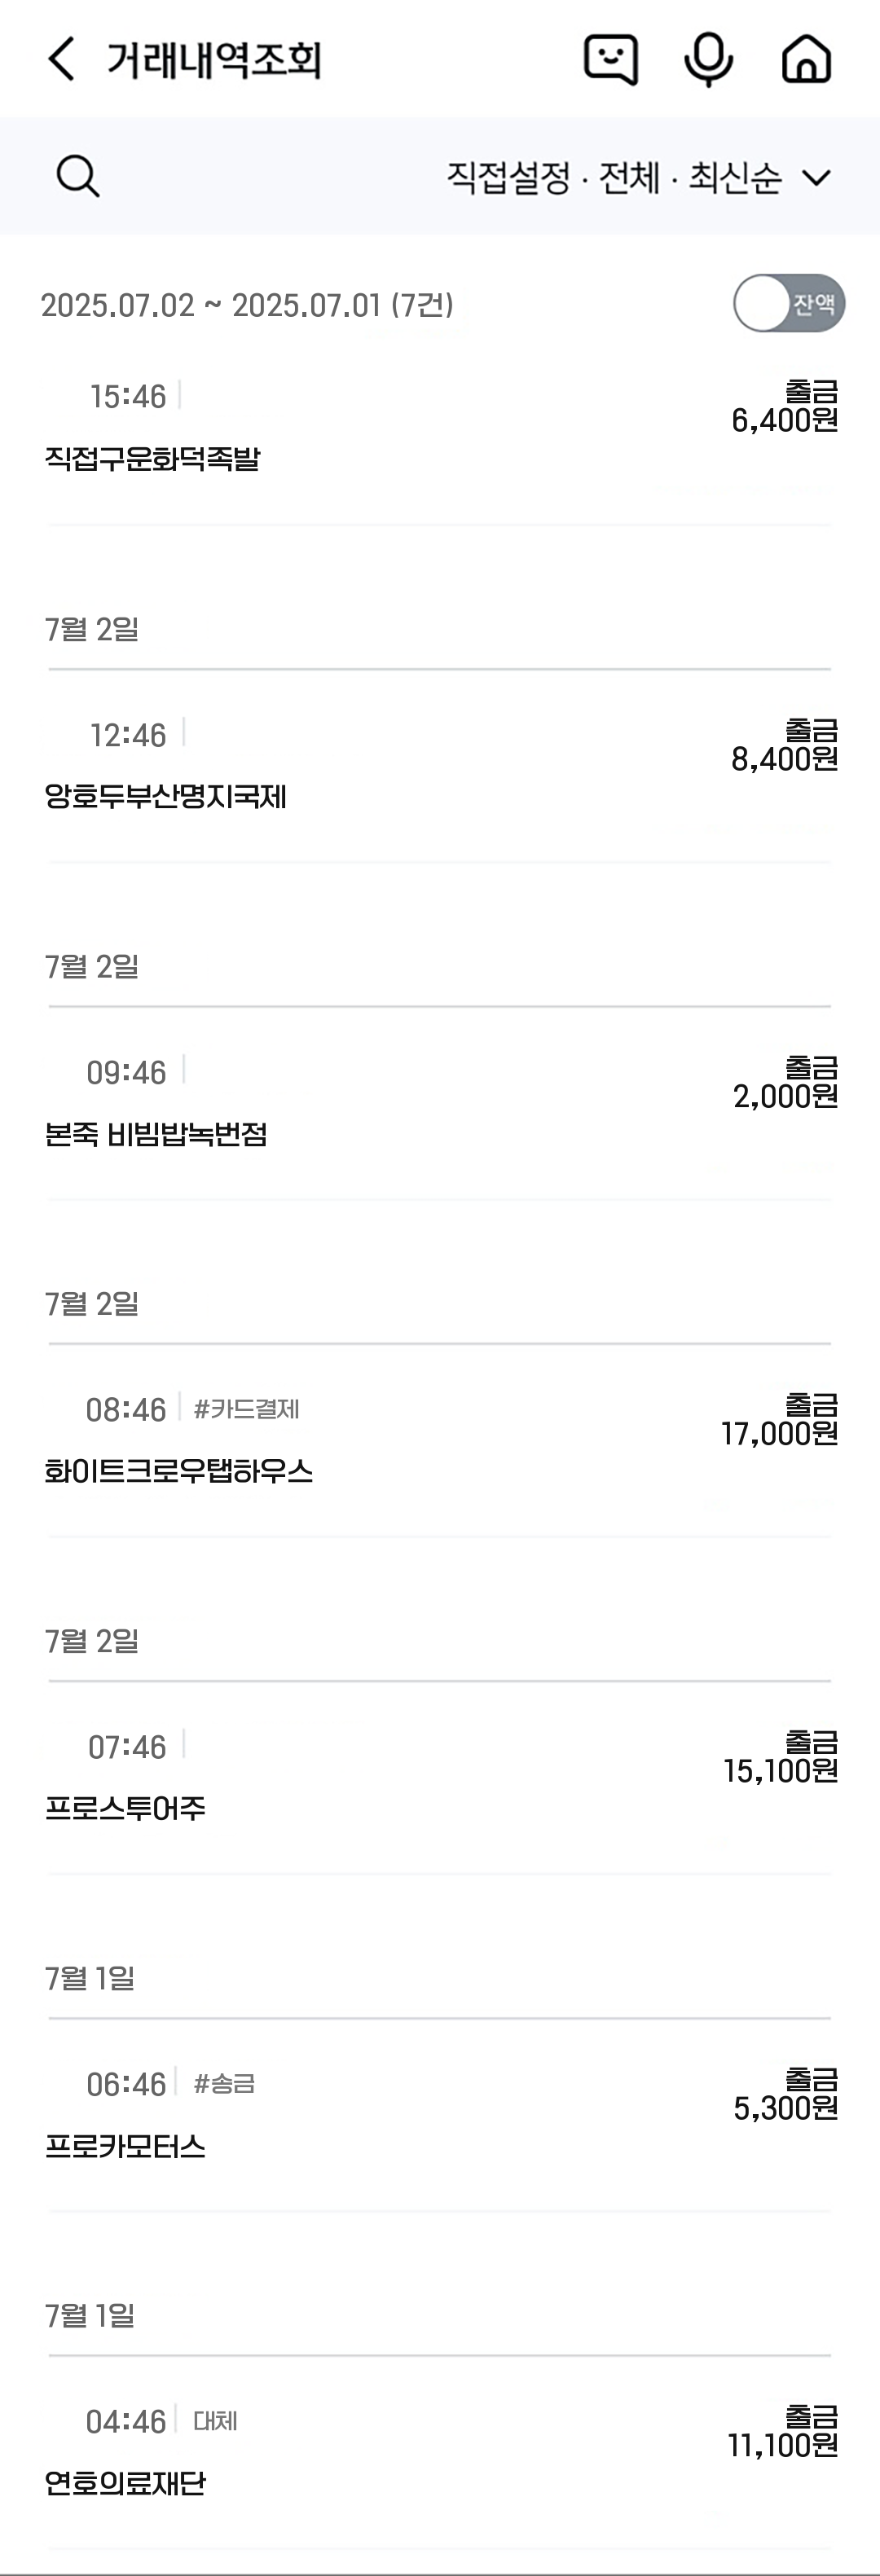 거래내역조회
직접설정 · 전체 · 최신순
2025.07.02 ~ 2025.07.01 (7건)
잔액
15:46
출금
6,400원
직접구운화덕족발
7월 2일
12:46
출금
8,400원
앙호두부산명지국제
7월 2일
09:46
출금
2,000원
본죽 비빔밥녹번점
7월 2일
08:46 #카드결제
출금
17,000원
화이트크로우탭하우스
7월 2일
07:46
출금
15,100원
프로스투어주
7월 1일
06:46 #송금
출금
5,300원
프로카모터스
7월 1일
04:46 대체
출금
11,100원
연호의료재단